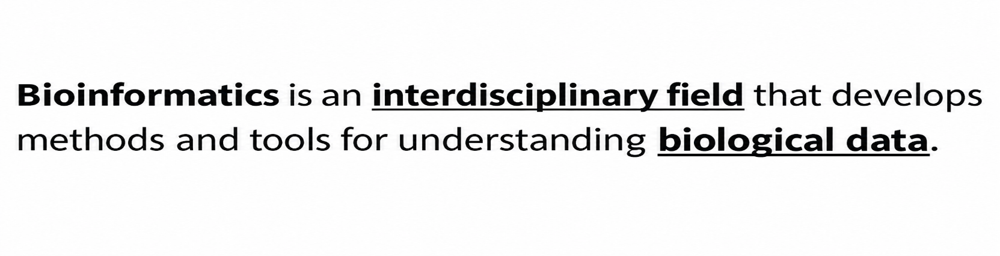 Bioinformatics is an interdisciplinary field that develops
methods and tools for understanding biological data.